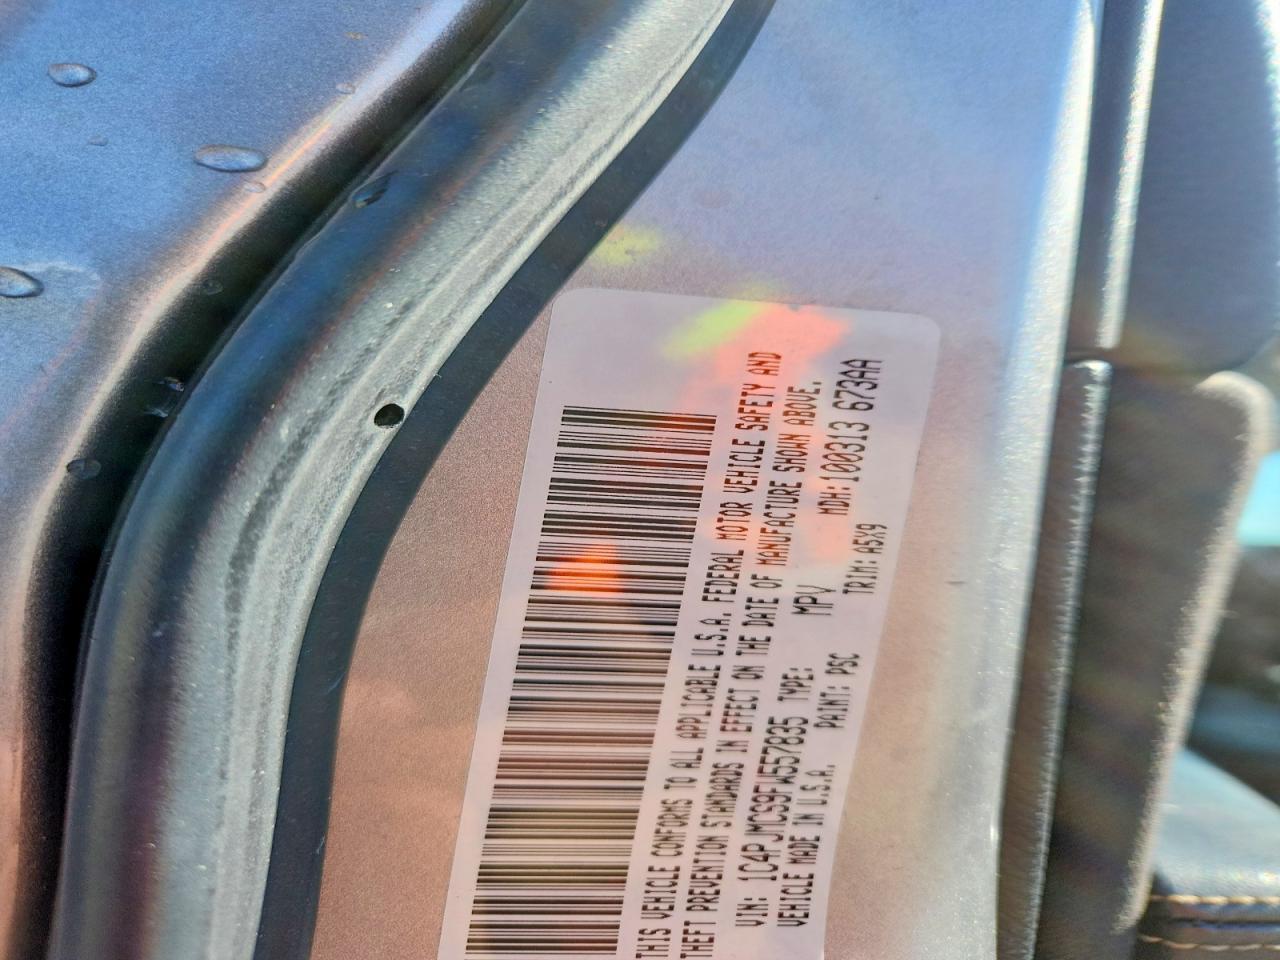 THIS VEHICLE CONFORMS TO ALL APPLICABLE U.S.A. FEDERAL MOTOR VEHICLE SAFETY AND
THEFT PREVENTION STANDARDS IN EFFECT ON THE DATE OF MANUFACTURE SHOWN ABOVE.
VIN: 1C4PJMCS9FW557835 TYPE: MPV MDH:100313 673AA
VEHICLE MADE IN U.S.A. PAINT: PSC TRIM: A5X9